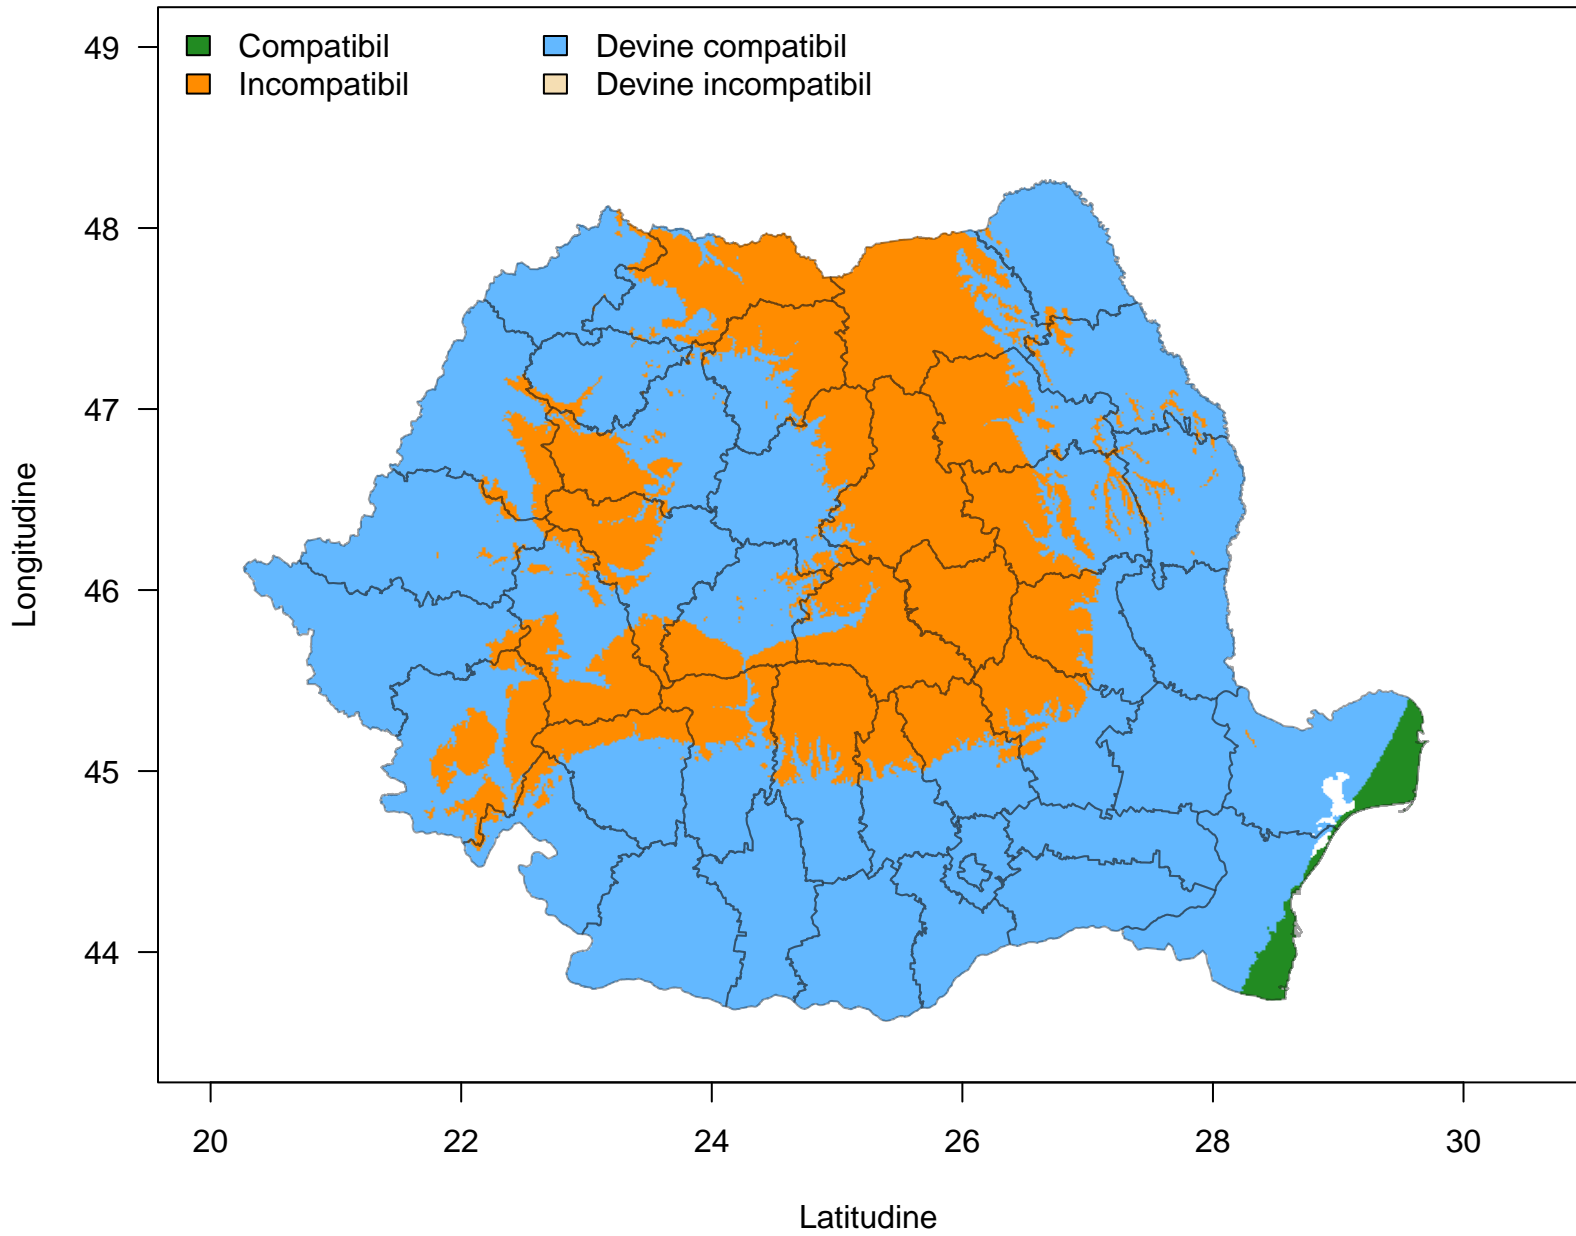 Compatibil
Incompatibil
Devine compatibil
Devine incompatibil
49
48
47
46
45
44
Longitudine
20 22 24 26 28 30
Latitudine